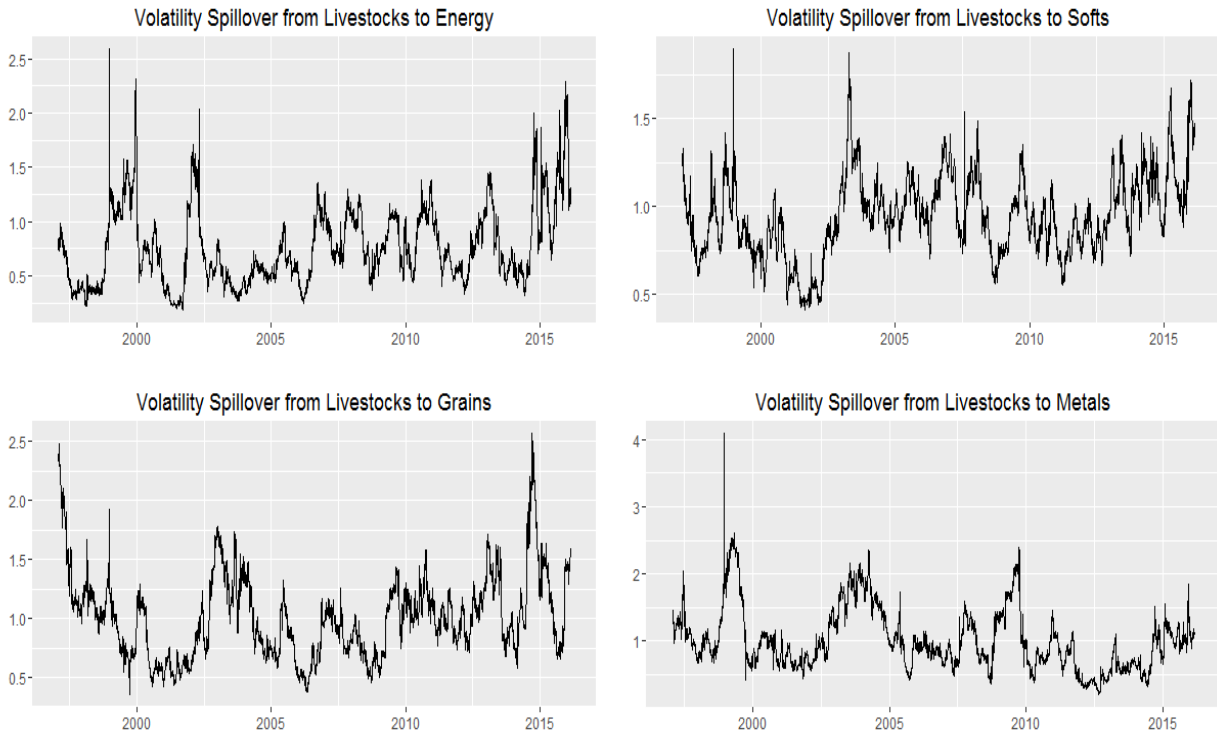 Volatility Spillover from Livestocks to Energy
2.5
2.0
1.5
1.0
0.5
2000 2005 2010 2015
Volatility Spillover from Livestocks to Softs
1.5
1.0
0.5
2000 2005 2010 2015
Volatility Spillover from Livestocks to Grains
2.5
2.0
1.5
1.0
0.5
2000 2005 2010 2015
Volatility Spillover from Livestocks to Metals
4
3
2
1
2000 2005 2010 2015